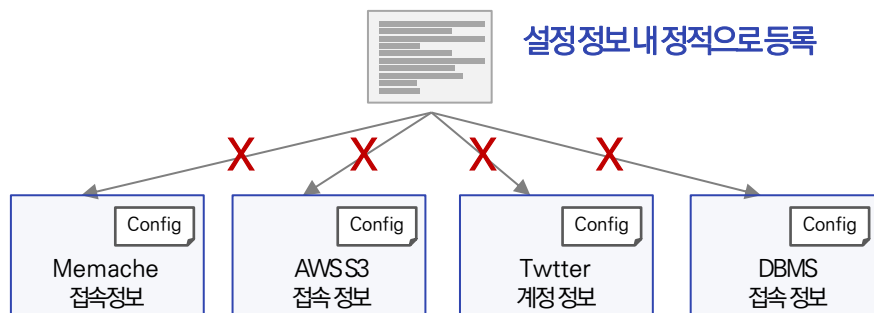 설정 정보 내 정적으로 등록
X X X X
Config Config Config Config
Memache AWS S3 Twtter DBMS
접속정보 접속 정보 계정 정보 접속 정보